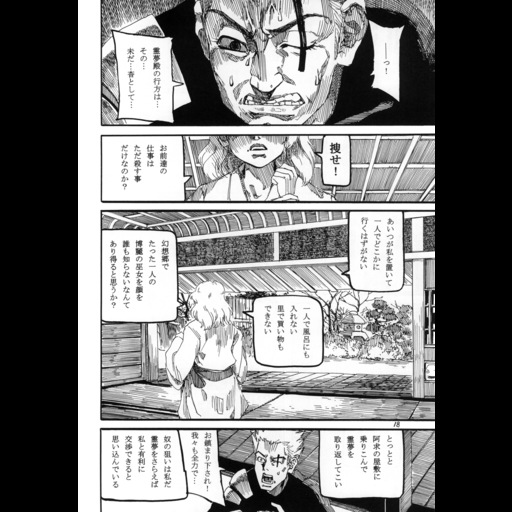 ――っ！
霊夢殿の行方は…
その…
未だ…杳として…
捜せ！
お前達の
仕事は
ただ殺す事
だけなのか？
あいつが私を置いて
一人でどこかに
行くはずがない
一人で風呂にも
入れない
里で買い物も
できない
幻想郷で
たった一人の
博麗の巫女を顔を
誰も知らないなんて
あり得ると思うか？
18
とっとと
阿求の屋敷に
乗りこんで
霊夢を
取り返してこい
お鎮まり下され！
我々も全力で…
奴の狙いは私だ
霊夢をさらえば
私と有利に
交渉できると
思い込んでいる